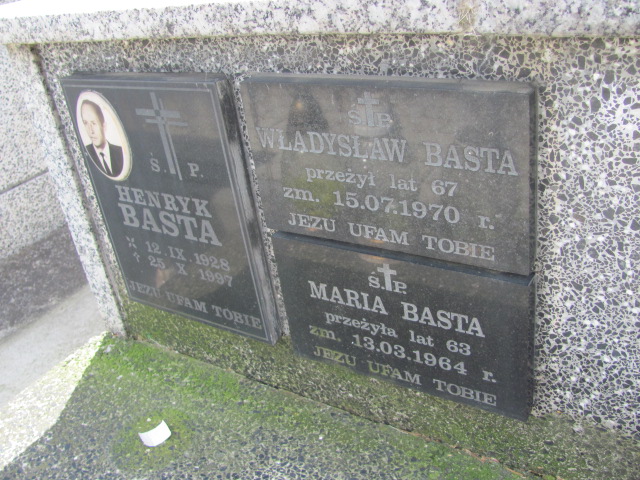 Ś. P.
HENRYK
BASTA
* 12.IX.1928
† 25.X.1997
JEZU UFAM TOBIE
Ś P
WŁADYSŁAW BASTA
przeżył lat 67
zm. 15.07.1970 r.
JEZU UFAM TOBIE
Ś P
MARIA BASTA
przeżyła lat 63
zm. 13.03.1964 r.
JEZU UFAM TOBIE